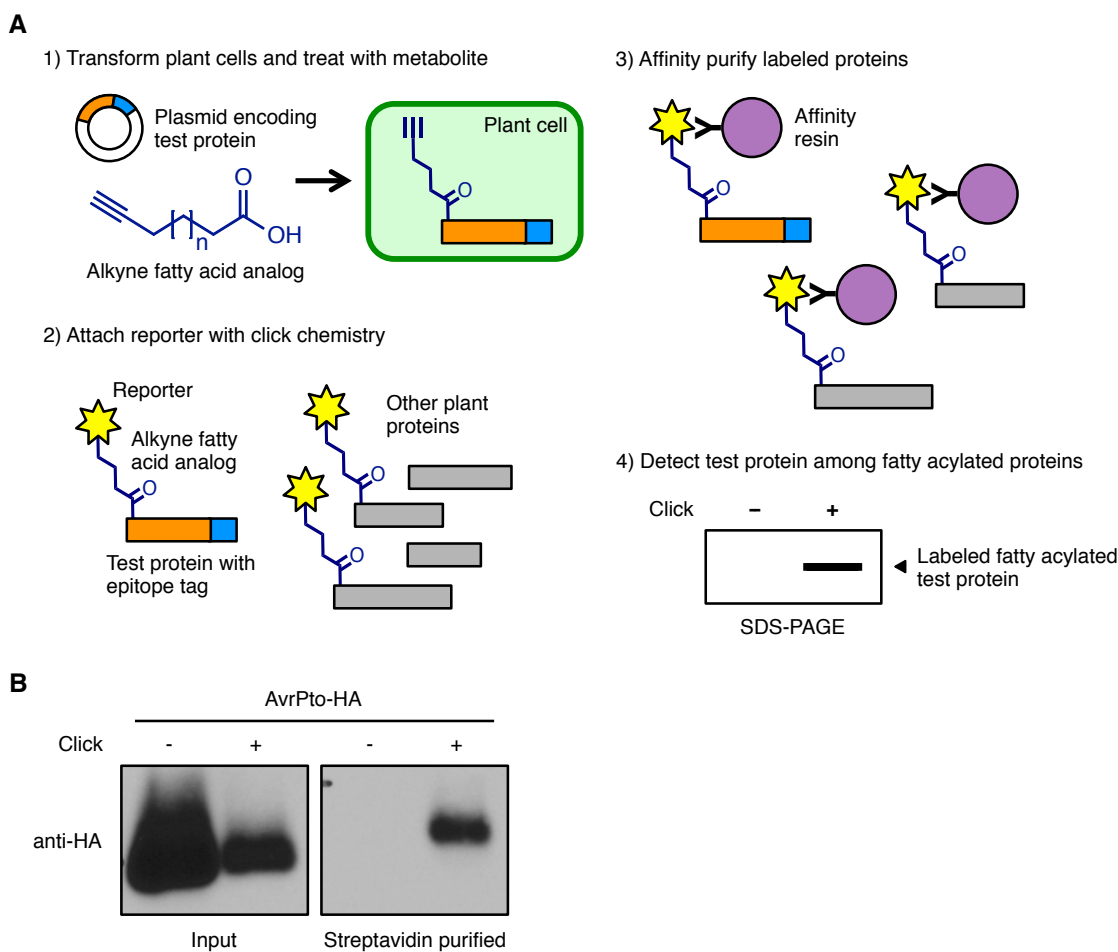 A
1) Transform plant cells and treat with metabolite
Plasmid encoding
test protein
Plant cell
O
OH
n
Alkyne fatty acid analog
O
2) Attach reporter with click chemistry
Reporter
Alkyne fatty
acid analog
O
Test protein with
epitope tag
Other plant
proteins
O
O
3) Affinity purify labeled proteins
Affinity
resin
O
O
O
4) Detect test protein among fatty acylated proteins
Click – +
Labeled fatty acylated
test protein
SDS-PAGE
B
AvrPto-HA
Click - + - +
anti-HA
Input Streptavidin purified